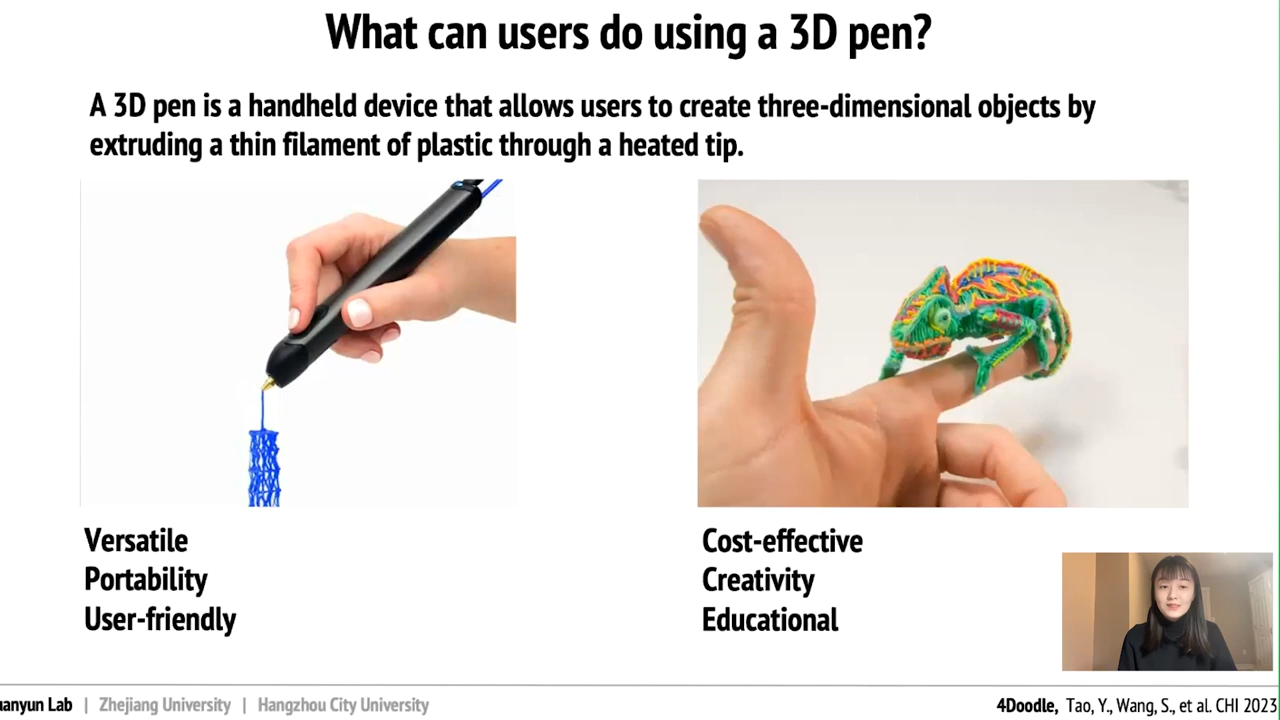 What can users do using a 3D pen?
A 3D pen is a handheld device that allows users to create three-dimensional objects by
extruding a thin filament of plastic through a heated tip.
Versatile
Portability
User-friendly
Cost-effective
Creativity
Educational
Lab | Zhejiang University | Hangzhou City University
4Doodle, Tao, Y., Wang, S., et al. CHI 2023